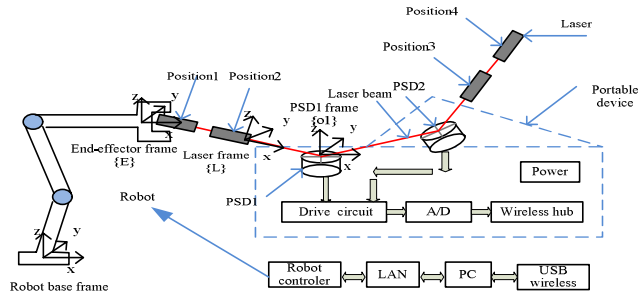 Position4
Laser
Position3
Position1
Position2
PSD1 frame
{o1}
Laser beam
PSD2
Portable
device
z
y
x
End-effector frame
{E}
z
y
x
Laser frame
{L}
z
y
x
PSD1
Power
Drive circuit
A/D
Wireless hub
Robot
z
y
x
Robot base frame
Robot
controler
LAN
PC
USB
wireless